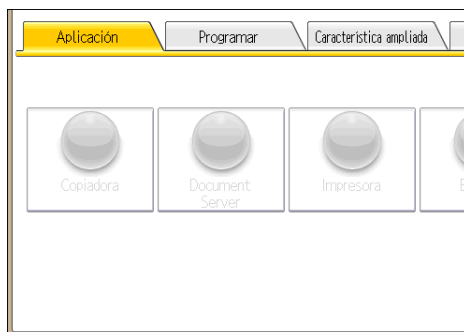 Aplicación
Programar
Característica ampliada
Copiadora
Document
Server
Impresora